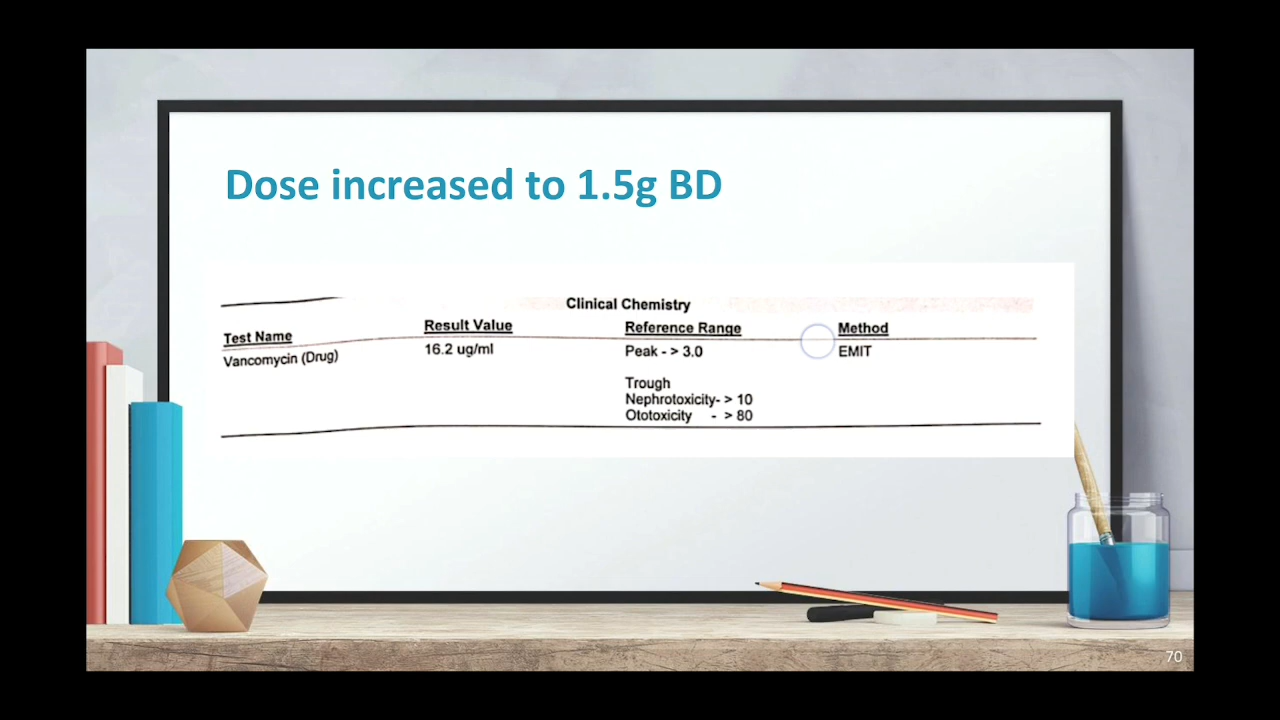 Dose increased to 1.5g BD
Clinical Chemistry
Test Name Result Value Reference Range Method
Vancomycin (Drug) 16.2 ug/ml Peak - > 3.0 EMIT
Trough
Nephrotoxicity- > 10
Ototoxicity - > 80
70